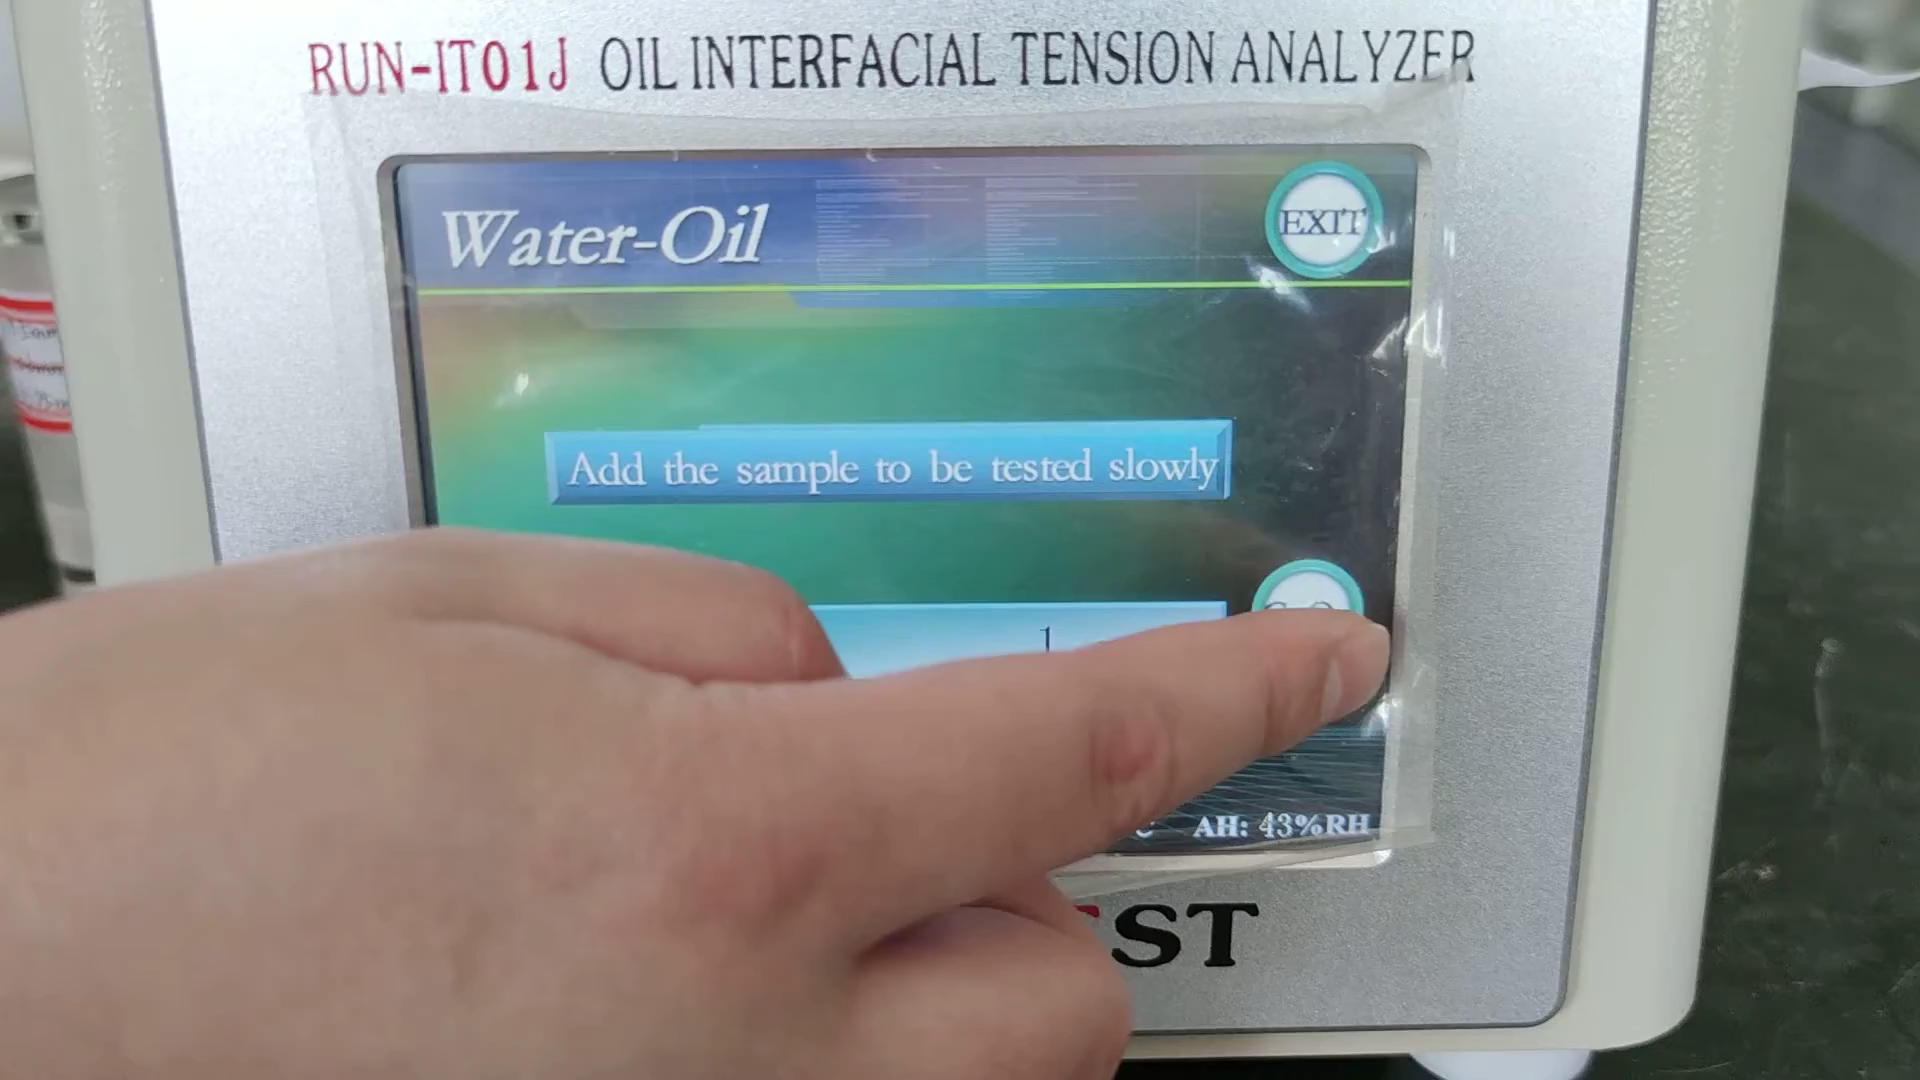 RUN-IT01J OIL INTERFACIAL TENSION ANALYZER
Water-Oil
EXIT
Add the sample to be tested slowly
1
AH: 43%RH
EST